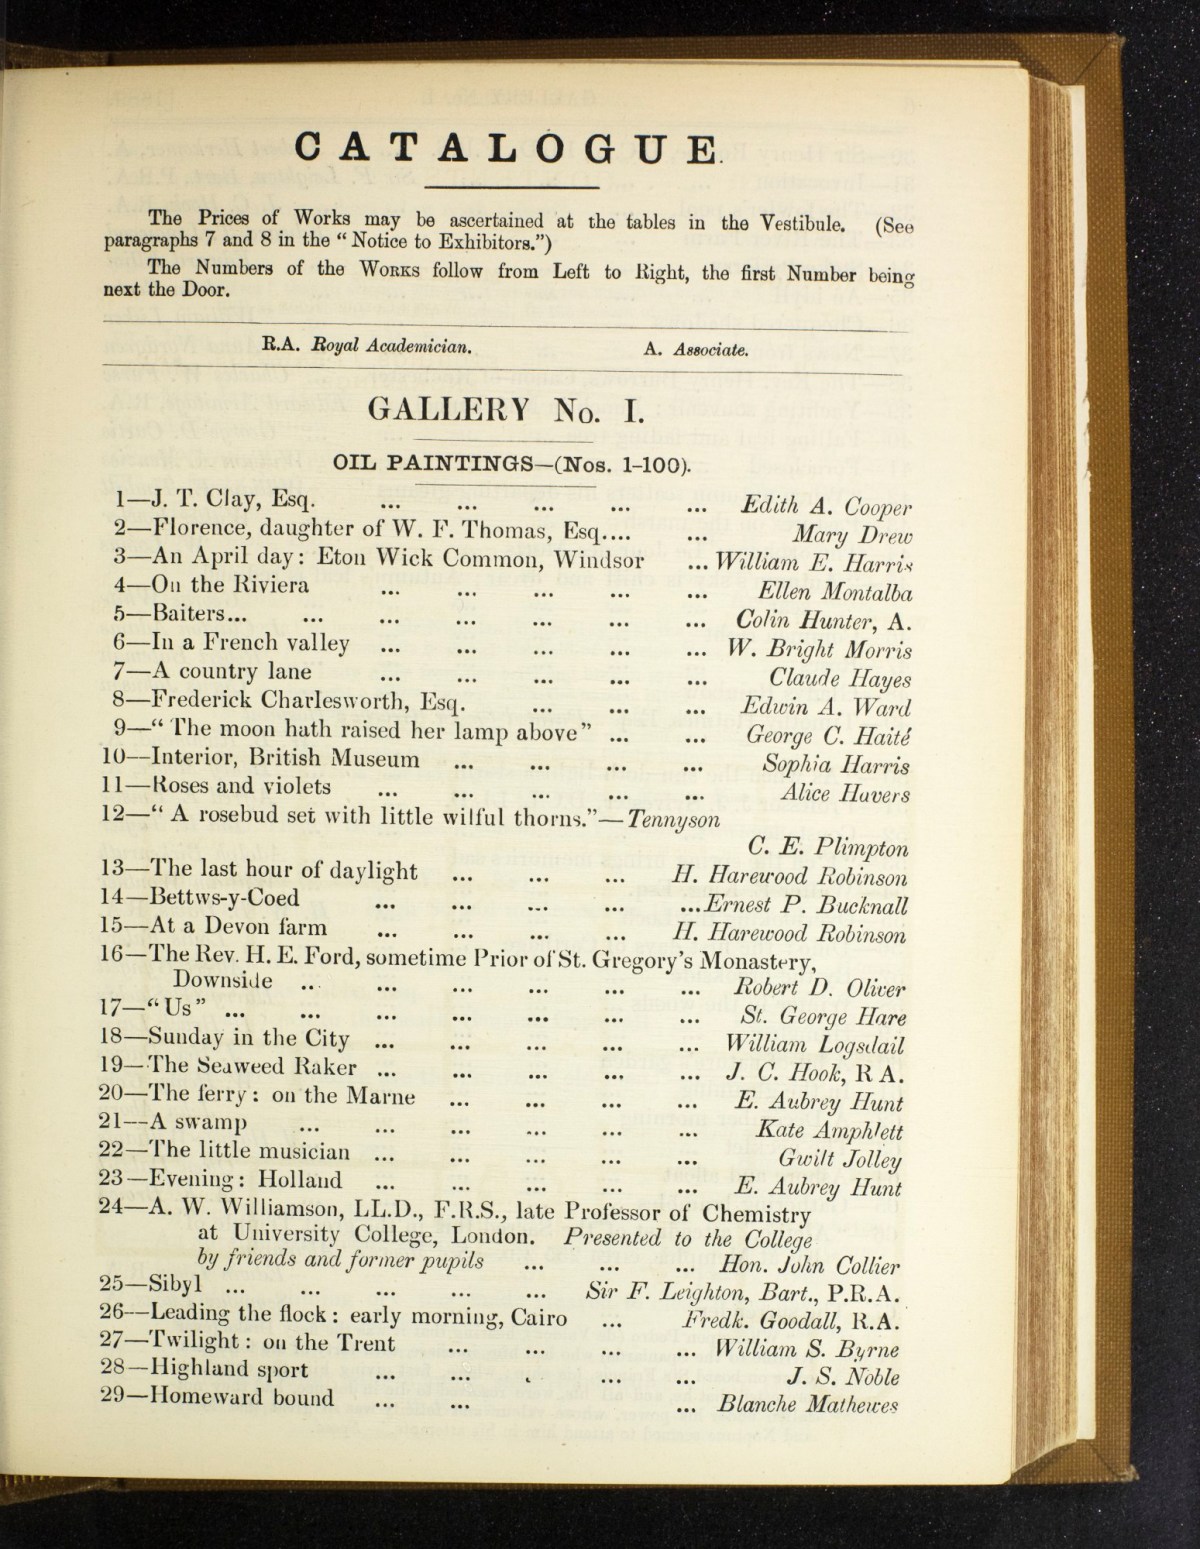 CATALOGUE.
The Prices of Works may be ascertained at the tables in the Vestibule. (See
paragraphs 7 and 8 in the “Notice to Exhibitors.”)
The Numbers of the WORKS follow from Left to Right, the first Number being
next the Door.
R.A. Royal Academician. A. Associate.
GALLERY No. I.
OIL PAINTINGS—(Nos. 1-100).
1—J. T. Clay, Esq. ... ... ... ... ... Edith A. Cooper
2—Florence, daughter of W. F. Thomas, Esq.... ... Mary Drew
3—An April day: Eton Wick Common, Windsor ... William E. Harris
4—On the Riviera ... ... ... ... ... Ellen Montalba
5—Baiters... ... ... ... ... ... ... Colin Hunter, A.
6—In a French valley ... ... ... ... ... W. Bright Morris
7—A country lane ... ... ... ... ... Claude Hayes
8—Frederick Charlesworth, Esq. ... ... ... Edwin A. Ward
9—“The moon hath raised her lamp above” ... ... George C. Haité
10—Interior, British Museum ... ... ... ... Sophia Harris
11—Roses and violets ... ... ... ... ... Alice Havers
12—“A rosebud set with little wilful thorns.”—Tennyson
C. E. Plimpton
13—The last hour of daylight ... ... ... H. Harewood Robinson
14—Bettws-y-Coed ... ... ... ... ...Ernest P. Bucknall
15—At a Devon farm ... ... ... ... H. Harewood Robinson
16—The Rev. H. E. Ford, sometime Prior of St. Gregory’s Monastery,
Downside ... ... ... ... ... ... Robert D. Oliver
17—“Us” ... ... ... ... ... ... ... St. George Hare
18—Sunday in the City ... ... ... ... ... William Logsdail
19—The Seaweed Raker ... ... ... ... ... J. C. Hook, R A.
20—The ferry: on the Marne ... ... ... ... E. Aubrey Hunt
21—A swamp ... ... ... ... ... ... Kate Amphlett
22—The little musician ... ... ... ... ... Gwilt Jolley
23—Evening: Holland ... ... ... ... ... E. Aubrey Hunt
24—A. W. Williamson, LL.D., F.R.S., late Professor of Chemistry
at University College, London. Presented to the College
by friends and former pupils ... ... ... Hon. John Collier
25—Sibyl ... ... ... ... ... Sir F. Leighton, Bart., P.R.A.
26—Leading the flock: early morning, Cairo ... Fredk. Goodall, R.A.
27—Twilight: on the Trent ... ... ... ... William S. Byrne
28—Highland sport ... ... . ... ... J. S. Noble
29—Homeward bound ... ... ... Blanche Mathewes